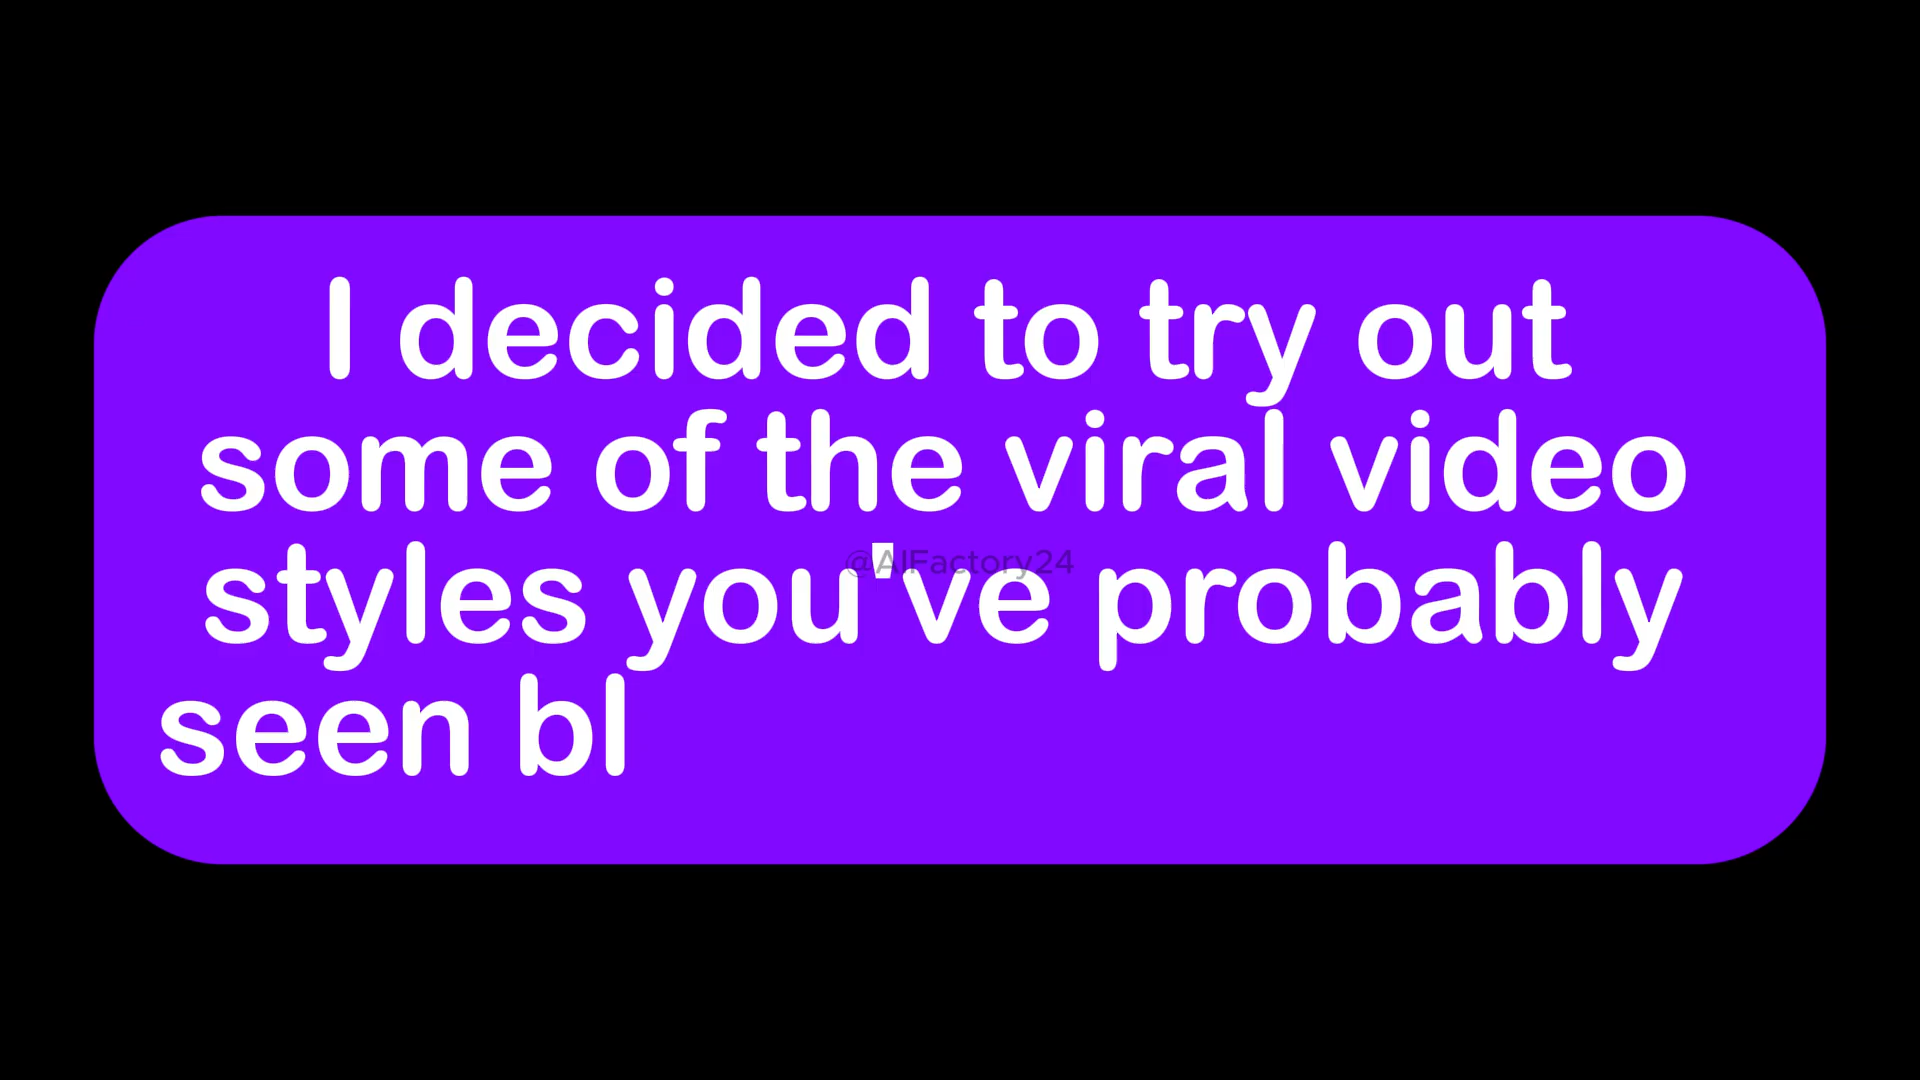 I decided to try out
some of the viral video
styles you've probably
seen bl
@AIFactory24